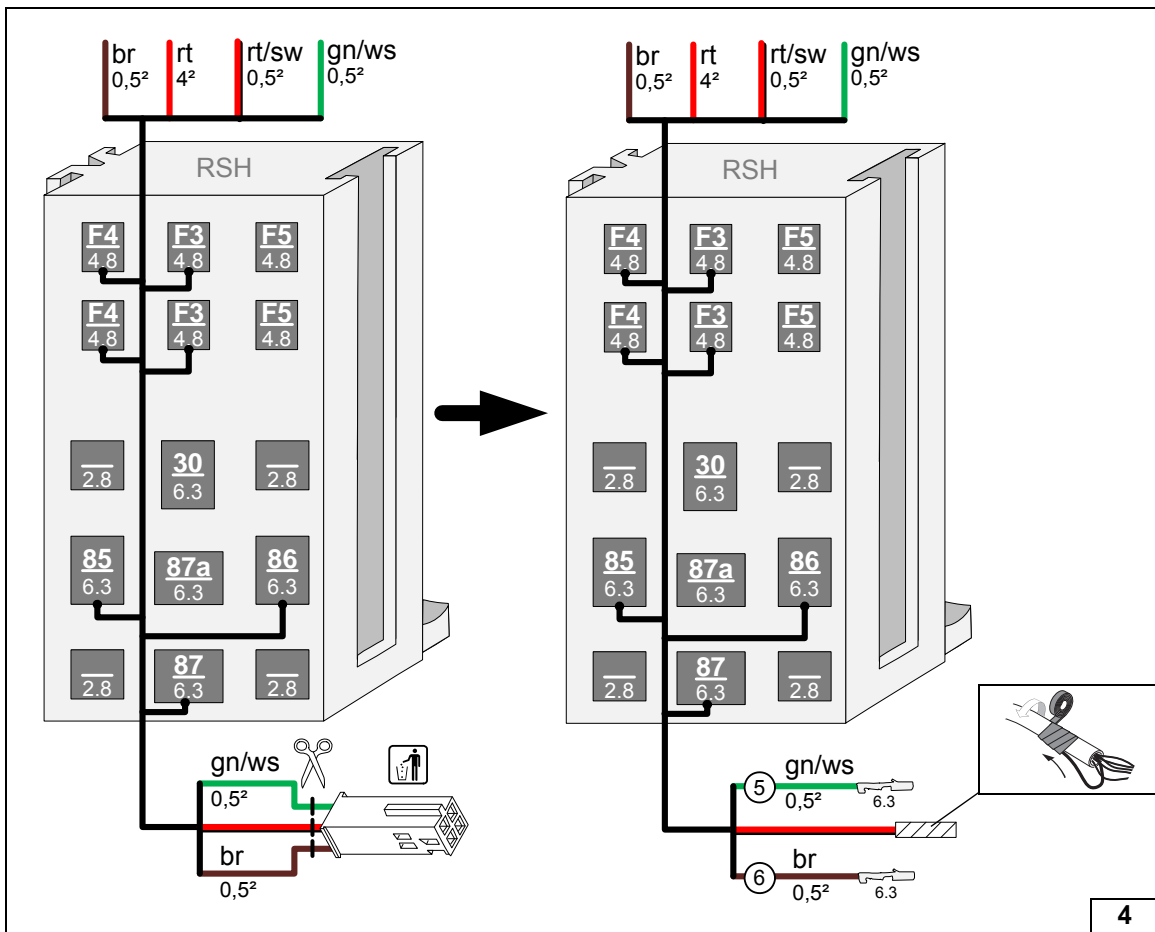 br rt rt/sw gn/ws
0,5² 4² 0,5² 0,5²
RSH
F4 F3 F5
4.8 4.8 4.8
F4 F3 F5
4.8 4.8 4.8
30
2.8 6.3 2.8
85 87a 86
6.3 6.3 6.3
87
2.8 6.3 2.8
gn/ws
0,5²
br
0,5²
br rt rt/sw gn/ws
0,5² 4² 0,5² 0,5²
RSH
F4 F3 F5
4.8 4.8 4.8
F4 F3 F5
4.8 4.8 4.8
30
2.8 6.3 2.8
85 87a 86
6.3 6.3 6.3
87
2.8 6.3 2.8
5 gn/ws
0,5² 6.3
6 br
0,5² 6.3
4